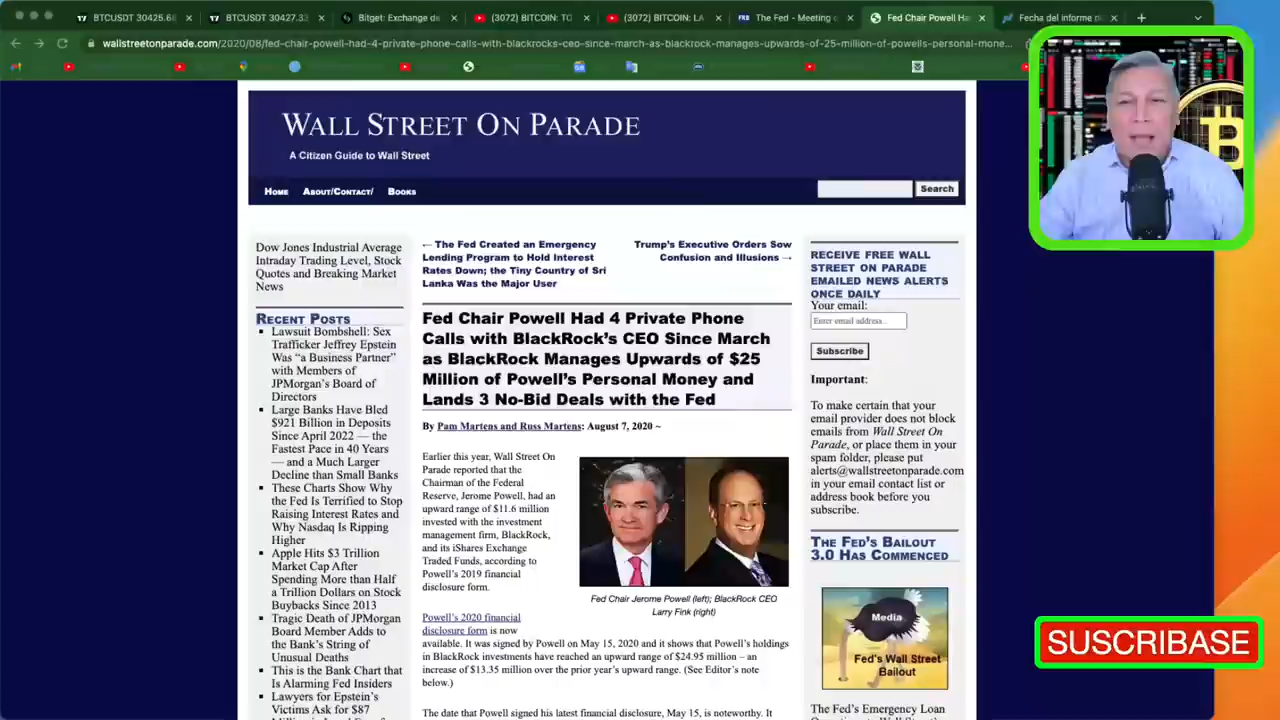 BTCUSDT 30425.6
BTCUSDT 30427.33
Bitget: Exchange de
(3072) BITCOIN: TO
(3072) BITCOIN: LA
The Fed - Meeting
Fed Chair Powell Ha
Fecha del informe
wallstreetonparade.com/2020/08/fed-chair-powell-had-4-private-phone-calls-with-blackrocks-ceo-since-march-as-blackrock-manages-upwards-of-25-million-of-powells-personal-mone...
Wall Street On Parade
A Citizen Guide to Wall Street
Home About/Contact/ Books
Search
Dow Jones Industrial Average
Intraday Trading Level, Stock
Quotes and Breaking Market
News
Recent Posts
Lawsuit Bombshell: Sex
Trafficker Jeffrey Epstein
Was “a Business Partner”
with Members of
JPMorgan’s Board of
Directors
Large Banks Have Bled
$921 Billion in Deposits
Since April 2022 — the
Fastest Pace in 40 Years
— and a Much Larger
Decline than Small Banks
These Charts Show Why
the Fed Is Terrified to Stop
Raising Interest Rates and
Why Nasdaq Is Ripping
Higher
Apple Hits $3 Trillion
Market Cap After
Spending More than Half
a Trillion Dollars on Stock
Buybacks Since 2013
Tragic Death of JPMorgan
Board Member Adds to
the Bank’s String of
Unusual Deaths
This is the Bank Chart that
Is Alarming Fed Insiders
Lawyers for Epstein’s
Victims Ask for $87
← The Fed Created an Emergency
Lending Program to Hold Interest
Rates Down; the Tiny Country of Sri
Lanka Was the Major User
Trump’s Executive Orders Sow
Confusion and Illusions →
Fed Chair Powell Had 4 Private Phone
Calls with BlackRock’s CEO Since March
as BlackRock Manages Upwards of $25
Million of Powell’s Personal Money and
Lands 3 No-Bid Deals with the Fed
By Pam Martens and Russ Martens: August 7, 2020 ~
Earlier this year, Wall Street On
Parade reported that the
Chairman of the Federal
Reserve, Jerome Powell, had an
upward range of $11.6 million
invested with the investment
management firm, BlackRock,
and its iShares Exchange
Traded Funds, according to
Powell’s 2019 financial
disclosure form.
Fed Chair Jerome Powell (left); BlackRock CEO
Larry Fink (right)
Powell’s 2020 financial
disclosure form is now
available. It was signed by Powell on May 15, 2020 and it shows that Powell’s holdings
in BlackRock investments have reached an upward range of $24.95 million – an
increase of $13.35 million over the prior year’s upward range. (See Editor’s note
below.)
The date that Powell signed his latest financial disclosure, May 15, is noteworthy. It
RECEIVE FREE WALL
STREET ON PARADE
EMAILED NEWS ALERTS
ONCE DAILY
Your email:
Enter email address...
Subscribe
Important:
To make certain that your
email provider does not block
emails from Wall Street On
Parade, or place them in your
spam folder, please put
alerts@wallstreetonparade.com
in your email contact list or
address book before you
subscribe.
The Fed’s Bailout
3.0 Has Commenced
Media
Fed’s Wall Street
Bailout
The Fed’s Emergency Loan
SUSCRIBASE